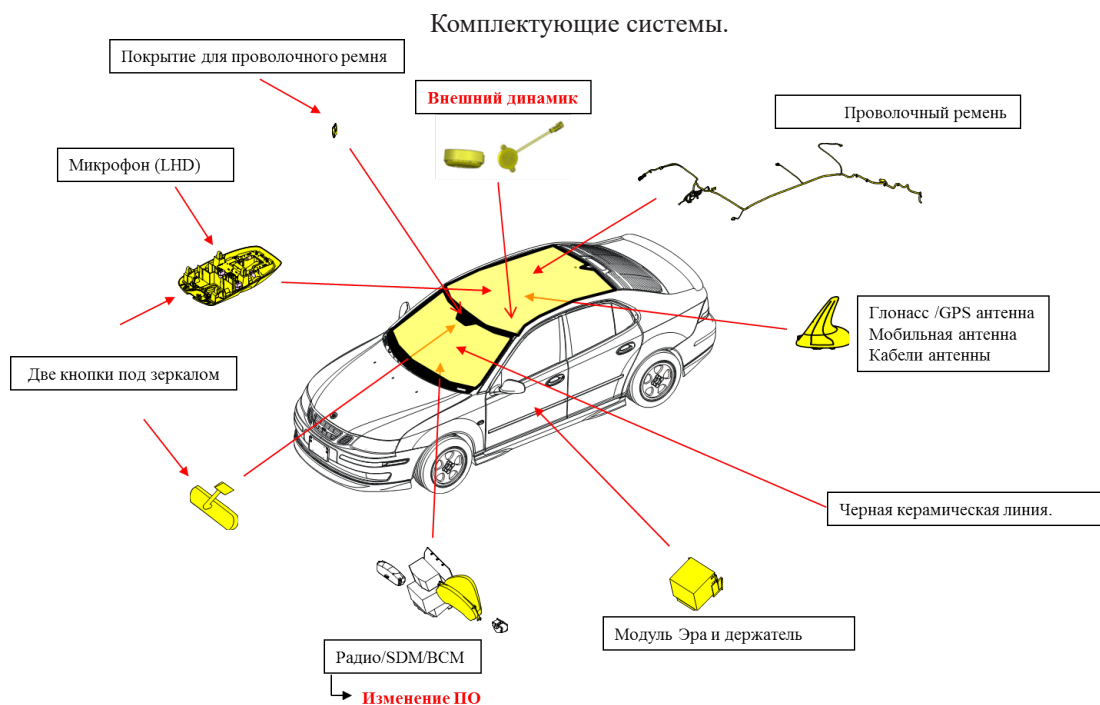 Комплектующие системы.
Покрытие для проволочного ремня
Внешний динамик
Проволочный ремень
Микрофон (LHD)
Глонасс /GPS антенна
Мобильная антенна
Кабели антенны
Две кнопки под зеркалом
Черная керамическая линия.
Модуль Эра и держатель
Радио/SDM/BCM
Изменение ПО